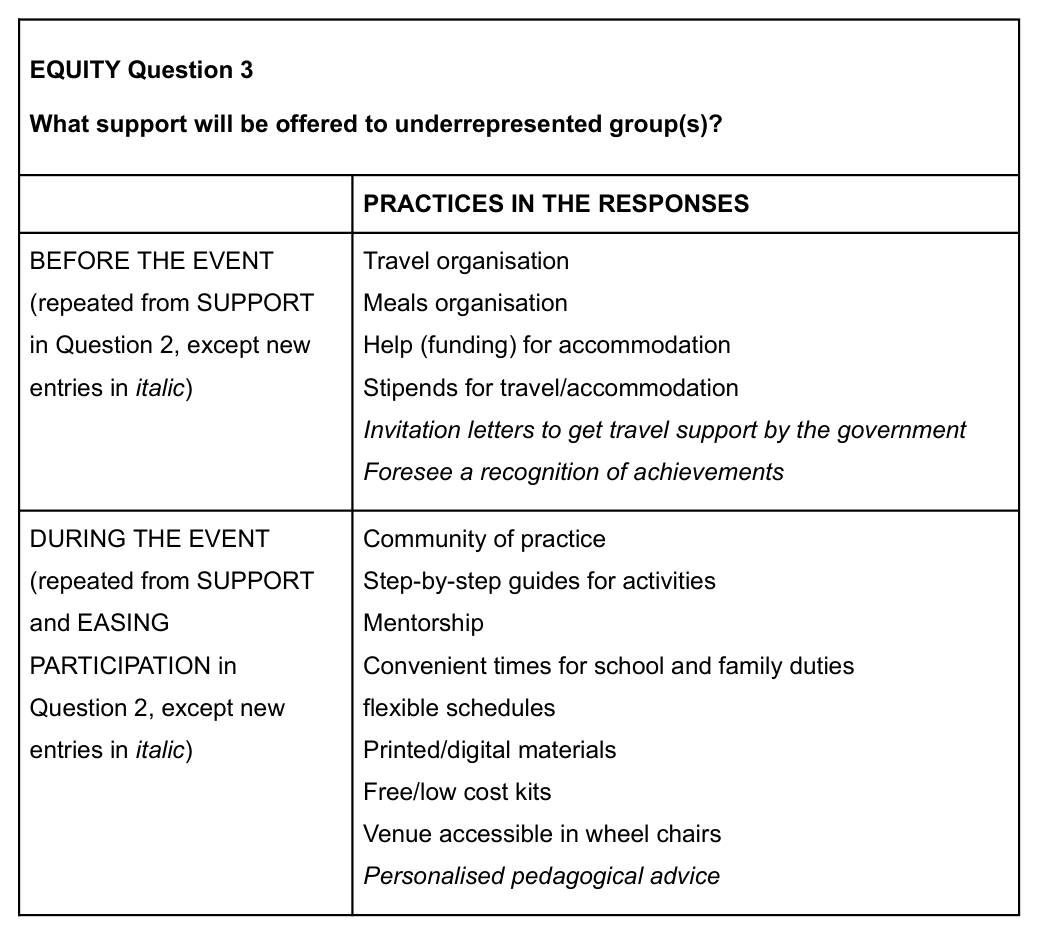 EQUITY Question 3
What support will be offered to underrepresented group(s)?
PRACTICES IN THE RESPONSES
BEFORE THE EVENT
(repeated from SUPPORT
in Question 2, except new
entries in italic)
Travel organisation
Meals organisation
Help (funding) for accommodation
Stipends for travel/accommodation
Invitation letters to get travel support by the government
Foresee a recognition of achievements
DURING THE EVENT
(repeated from SUPPORT
and EASING
PARTICIPATION in
Question 2, except new
entries in italic)
Community of practice
Step-by-step guides for activities
Mentorship
Convenient times for school and family duties
flexible schedules
Printed/digital materials
Free/low cost kits
Venue accessible in wheel chairs
Personalised pedagogical advice